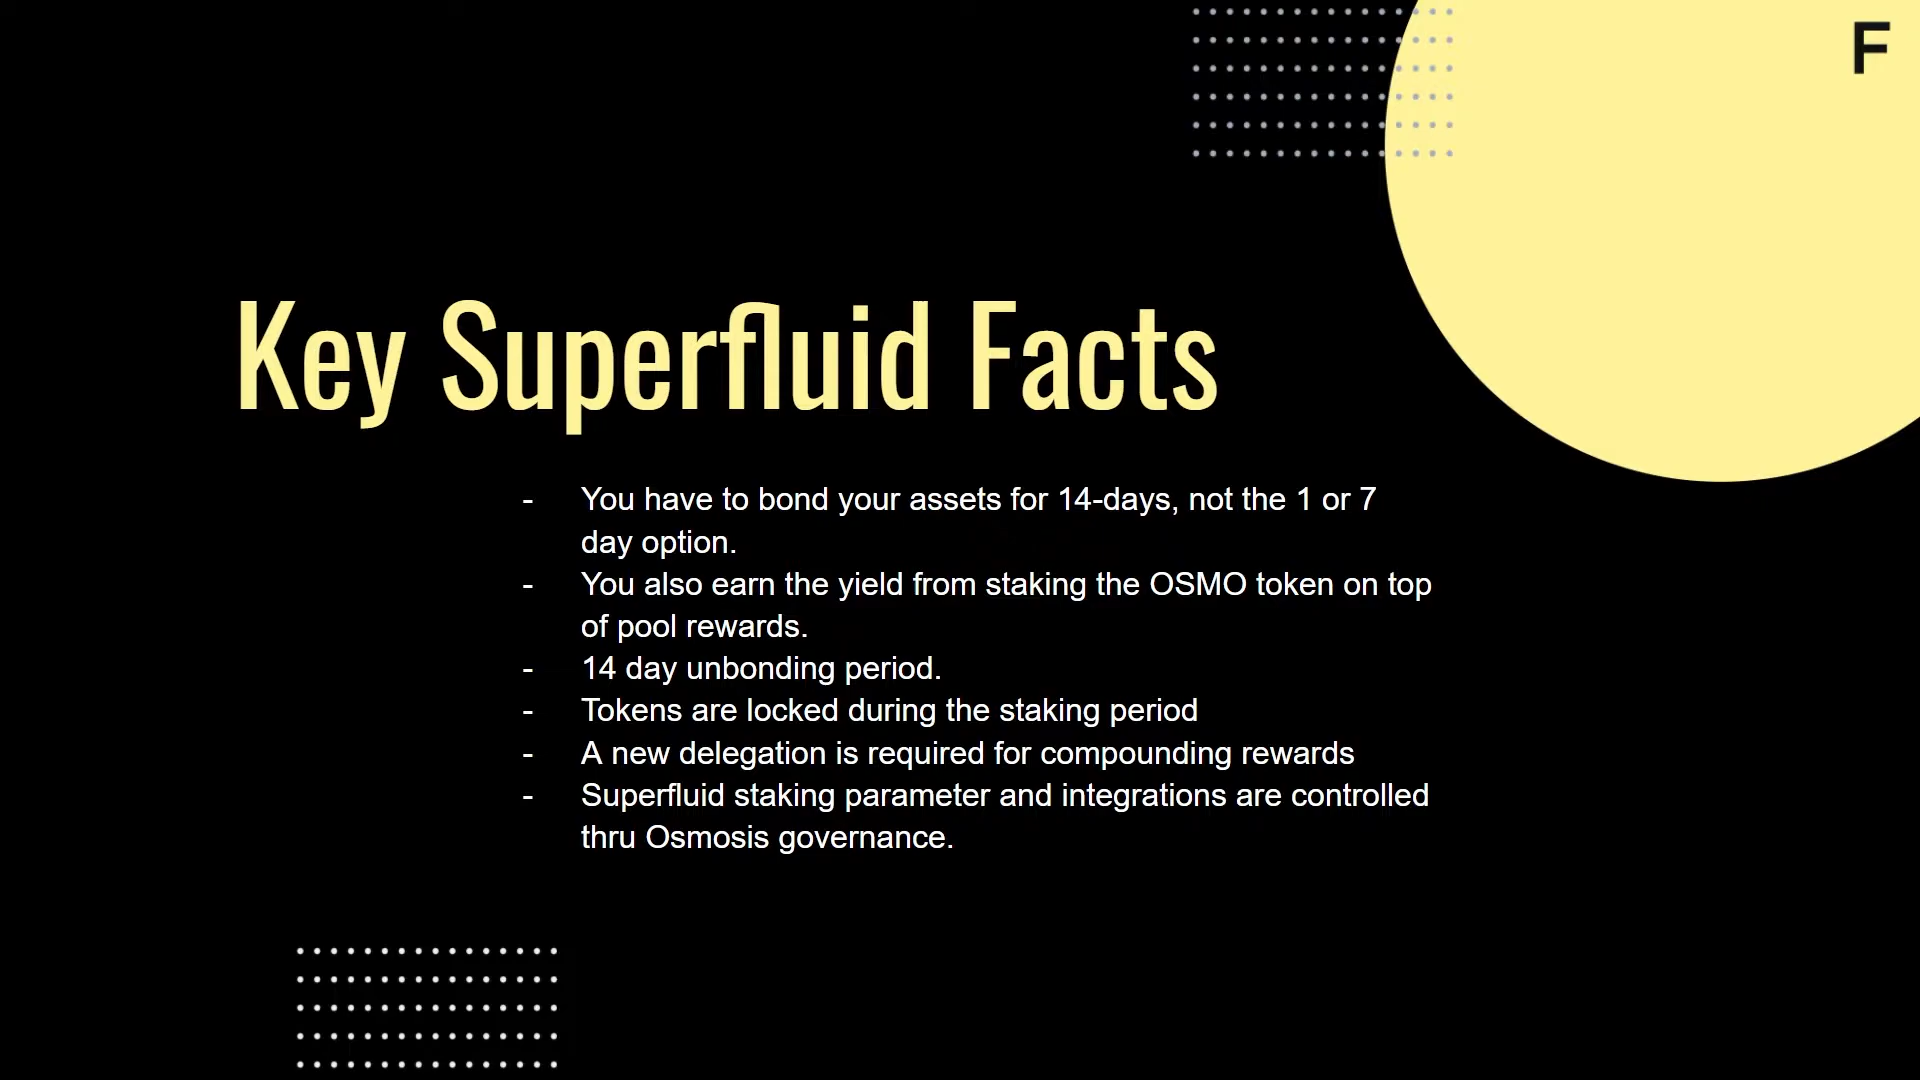 F
Key Superfluid Facts
- You have to bond your assets for 14-days, not the 1 or 7
day option.
- You also earn the yield from staking the OSMO token on top
of pool rewards.
- 14 day unbonding period.
- Tokens are locked during the staking period
- A new delegation is required for compounding rewards
- Superfluid staking parameter and integrations are controlled
thru Osmosis governance.